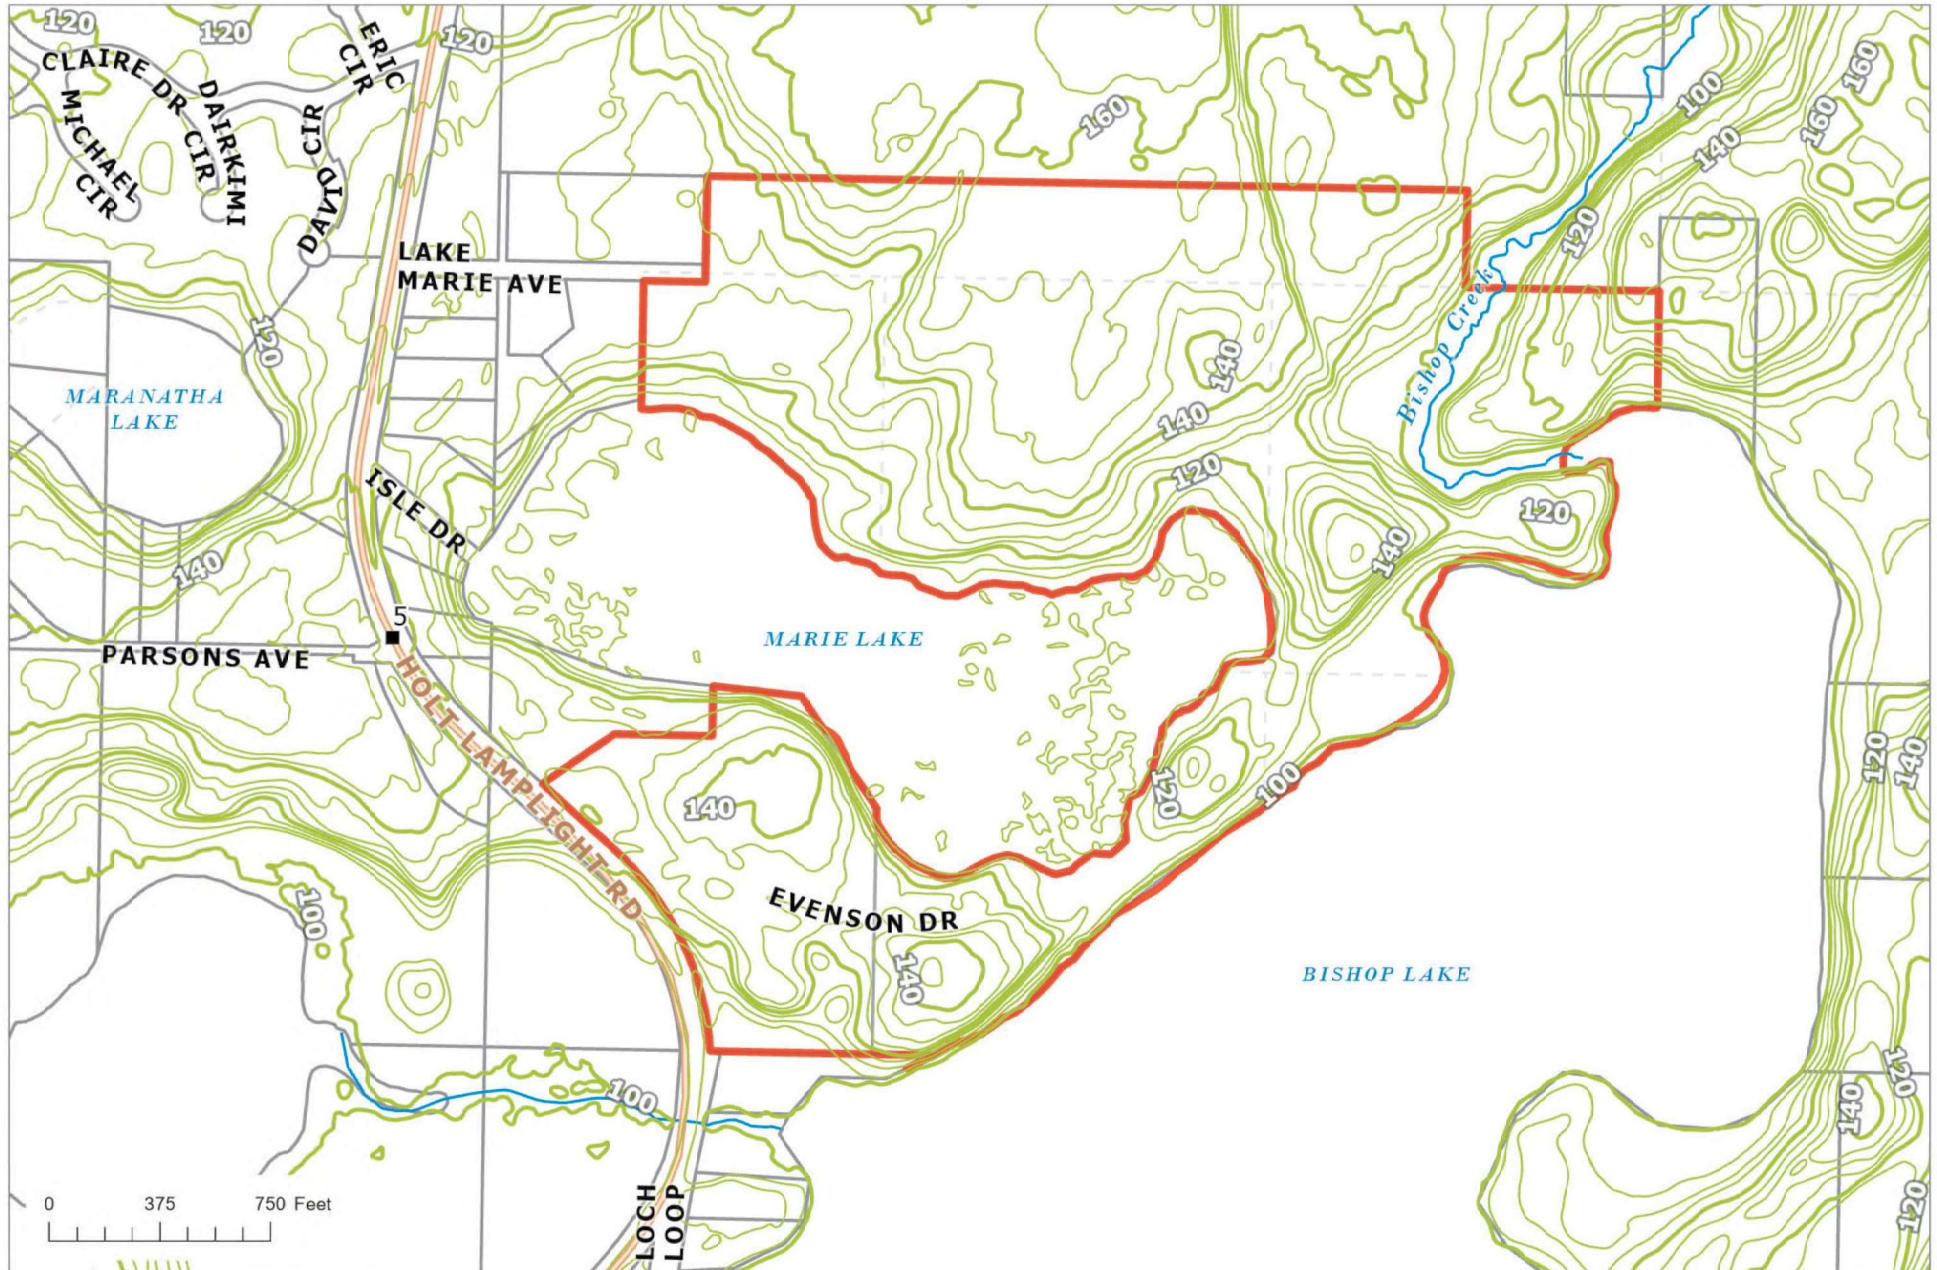 120
120
120
ERIC
CIR
CLAIRE DR
DAIRKIMI
CIR
MICHAEL
CIR
DAVID CIR
160
100
140
160
160
120
LAKE
MARIE AVE
120
MARANATHA
LAKE
Bishop Creek
140
140
120
120
140
ISLE DR
140
5
PARSONS AVE
MARIE LAKE
HOLT LAMPLIGHT RD
140
120
100
120
140
EVENSON DR
100
140
BISHOP LAKE
100
120
140
120
LOCH
LOOP
0 375 750 Feet